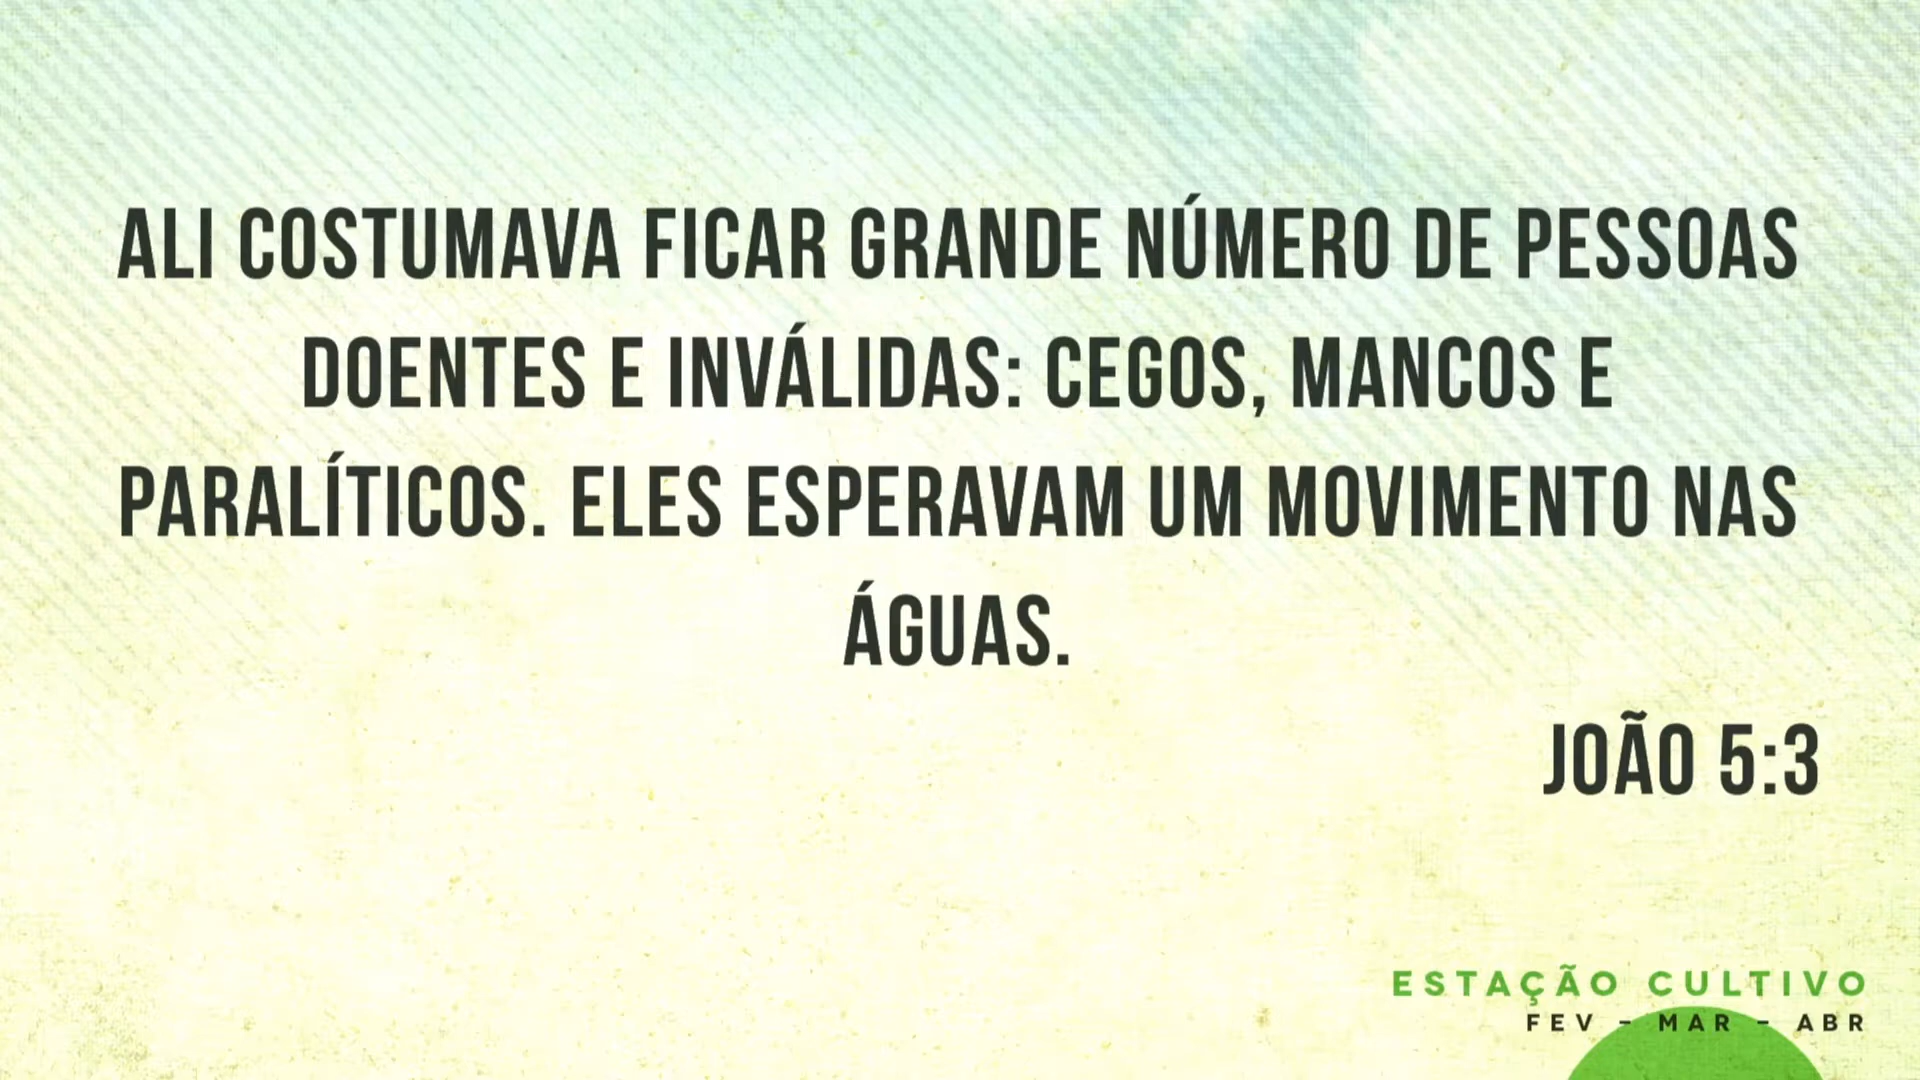 ALI COSTUMAVA FICAR GRANDE NÚMERO DE PESSOAS
DOENTES E INVÁLIDAS: CEGOS, MANCOS E
PARALÍTICOS. ELES ESPERAVAM UM MOVIMENTO NAS
ÁGUAS.
JOÃO 5:3
ESTAÇÃO CULTIVO
FEV - MAR - ABR